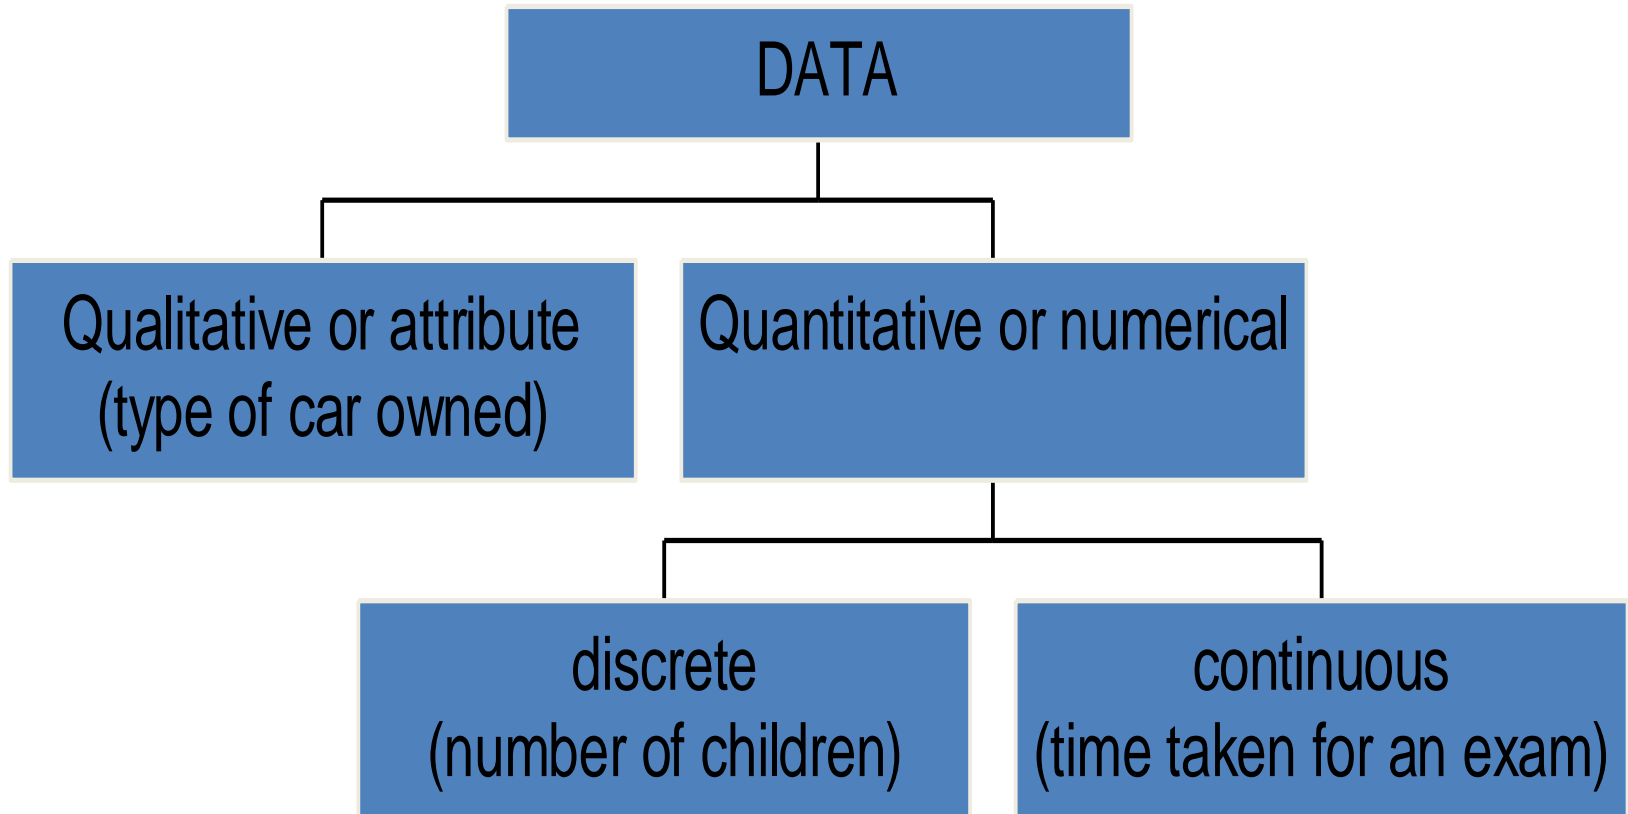 DATA
Qualitative or attribute
(type of car owned)
Quantitative or numerical
discrete
(number of children)
continuous
(time taken for an exam)